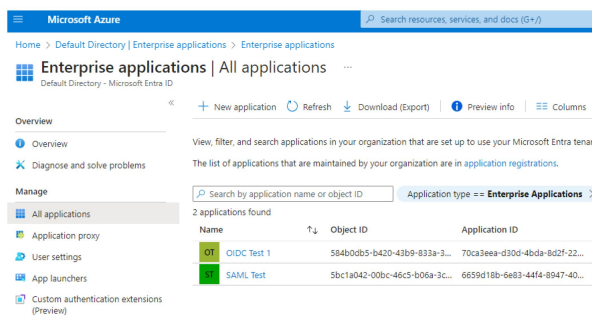 Microsoft Azure
Search resources, services, and docs (G+/)
Home > Default Directory | Enterprise applications > Enterprise applications
Enterprise applications | All applications ...
Default Directory - Microsoft Entra ID
«
New application Refresh Download (Export) Preview info Columns
Overview
Overview
Diagnose and solve problems
Manage
All applications
Application proxy
User settings
App launchers
Custom authentication extensions
(Preview)
View, filter, and search applications in your organization that are set up to use your Microsoft Entra
The list of applications that are maintained by your organization are in application registrations.
Search by application name or object ID
Application type == Enterprise Applications
2 applications found
Name ↑↓ Object ID Application ID
OT OIDC Test 1 584b0db5-b420-43b9-833a-3... 70ca3eea-d30d-4bda-8d2f-22...
ST SAML Test 5bc1a042-00bc-46c5-b06a-3c... 6659d18b-6e83-44f4-8947-40...